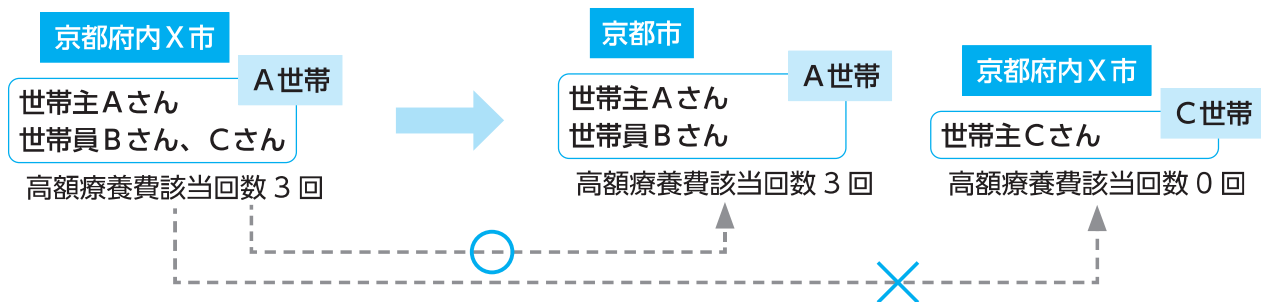 京都府内X市
A世帯
世帯主Aさん
世帯員Bさん、Cさん
高額療養費該当回数3回
京都市
A世帯
世帯主Aさん
世帯員Bさん
高額療養費該当回数3回
京都府内X市
C世帯
世帯主Cさん
高額療養費該当回数0回